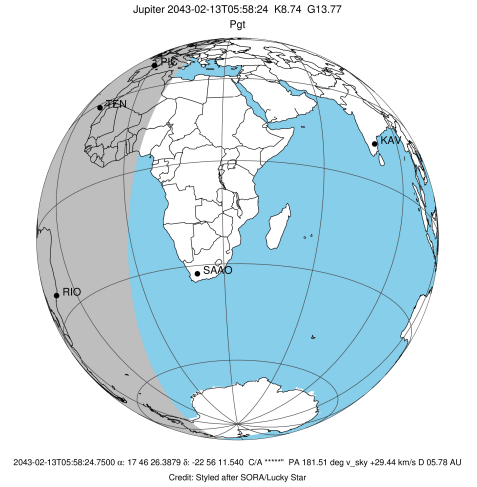 Jupiter 2043-02-13T05:58:24 K8.74 G13.77
Pgt
PIC
TEN
KAV
SAAO
RIO
2043-02-13T05:58:24.7500 α: 17 46 26.3879 δ: -22 56 11.540 C/A *****" PA 181.51 deg v_sky +29.44 km/s D 05.78 AU
Credit: Styled after SORA/Lucky Star